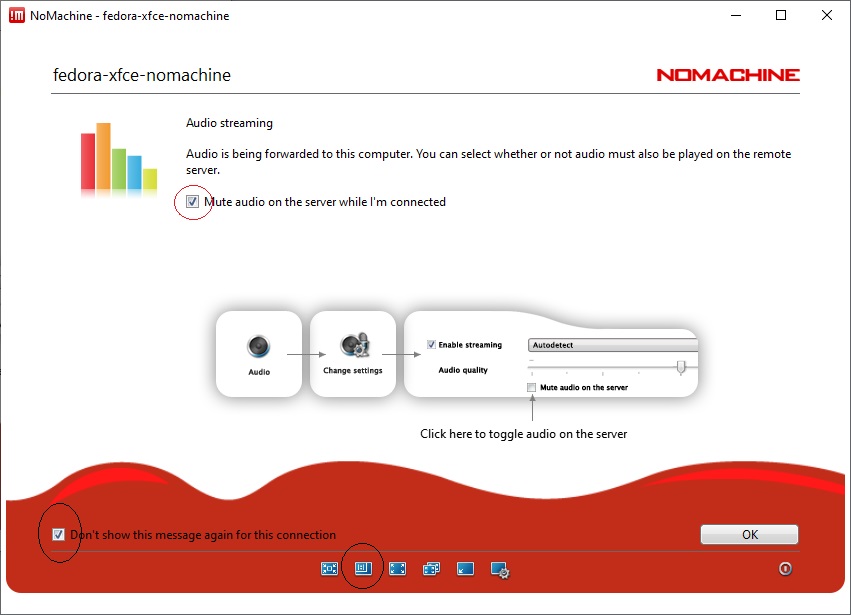 !M NoMachine - fedora-xfce-nomachine
fedora-xfce-nomachine
NOMACHINE
Audio streaming
Audio is being forwarded to this computer. You can select whether or not audio must also be played on the remote
server.
Mute audio on the server while I'm connected
Enable streaming
Autodetect
Audio
Change settings
Audio quality
Mute audio on the server
Click here to toggle audio on the server
Don't show this message again for this connection
OK